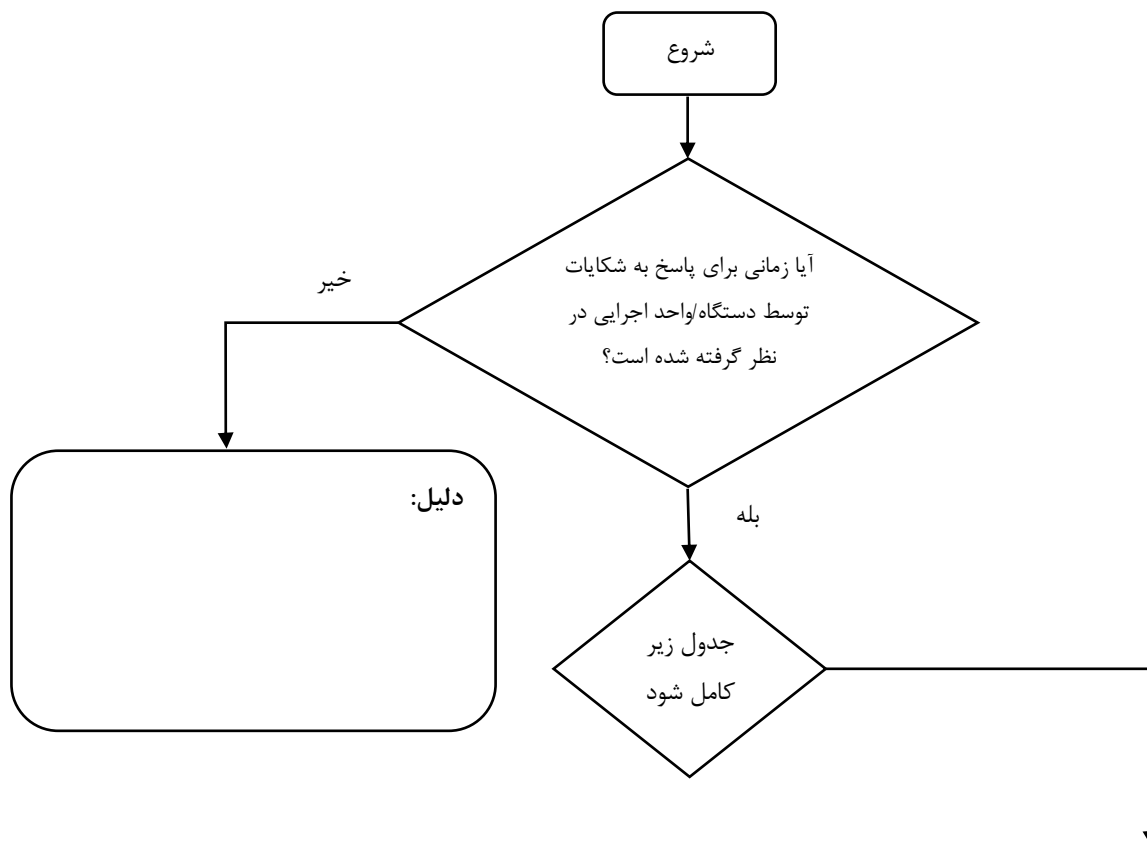 شروع
آیا زمانی برای پاسخ به شکایات
توسط دستگاه/واحد اجرایی در
نظر گرفته شده است؟
خیر
دلیل:
بله
جدول زیر
کامل شود